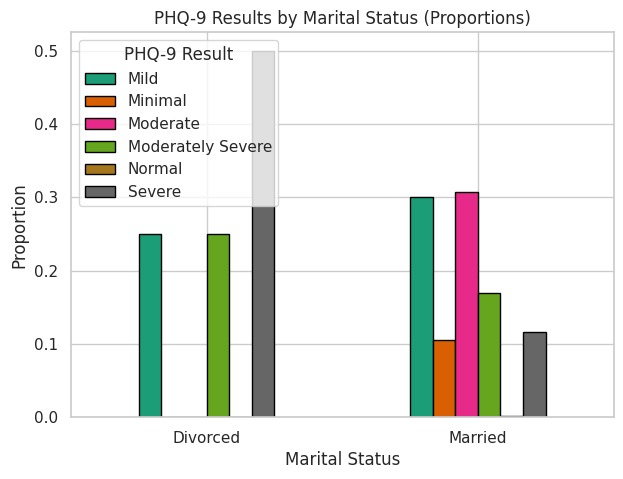 PHQ-9 Results by Marital Status (Proportions)
PHQ-9 Result
Mild
Minimal
Moderate
Moderately Severe
Normal
Severe
0.5
0.4
0.3
0.2
0.1
0.0
Proportion
Divorced
Married
Marital Status